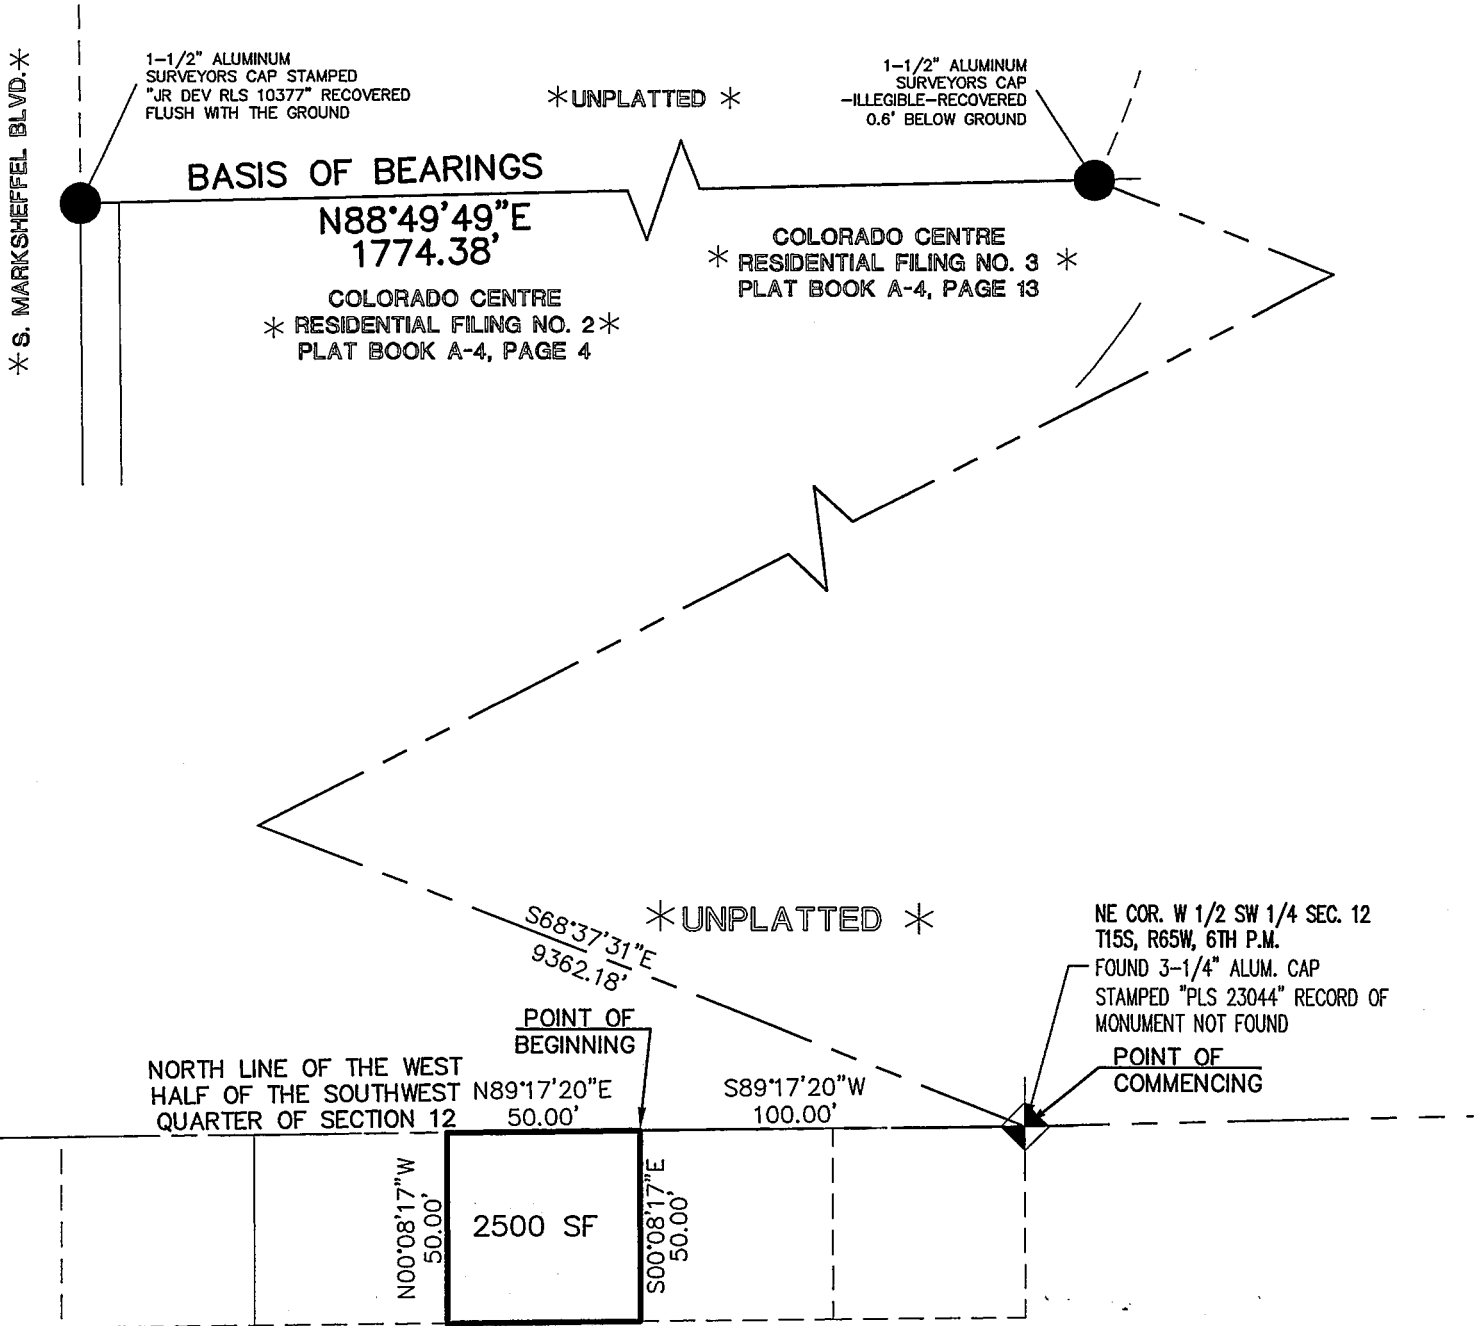 *S. MARKSHEFFEL BLVD.*
1-1/2" ALUMINUM
SURVEYORS CAP STAMPED
"JR DEV RLS 10377" RECOVERED
FLUSH WITH THE GROUND
*UNPLATTED *
1-1/2" ALUMINUM
SURVEYORS CAP
-ILLEGIBLE-RECOVERED
0.6' BELOW GROUND
BASIS OF BEARINGS
N88°49'49"E
1774.38'
COLORADO CENTRE
* RESIDENTIAL FILING NO. 3 *
PLAT BOOK A-4, PAGE 13
COLORADO CENTRE
* RESIDENTIAL FILING NO. 2*
PLAT BOOK A-4, PAGE 4
S68°37'31"E
9362.18'
*UNPLATTED *
NE COR. W 1/2 SW 1/4 SEC. 12
T15S, R65W, 6TH P.M.
FOUND 3-1/4" ALUM. CAP
STAMPED "PLS 23044" RECORD OF
MONUMENT NOT FOUND
POINT OF
BEGINNING
POINT OF
COMMENCING
NORTH LINE OF THE WEST
HALF OF THE SOUTHWEST
QUARTER OF SECTION 12
N89°17'20"E
50.00'
S89°17'20"W
100.00'
N00°08'17"W
50.00'
2500 SF
S00°08'17"E
50.00'